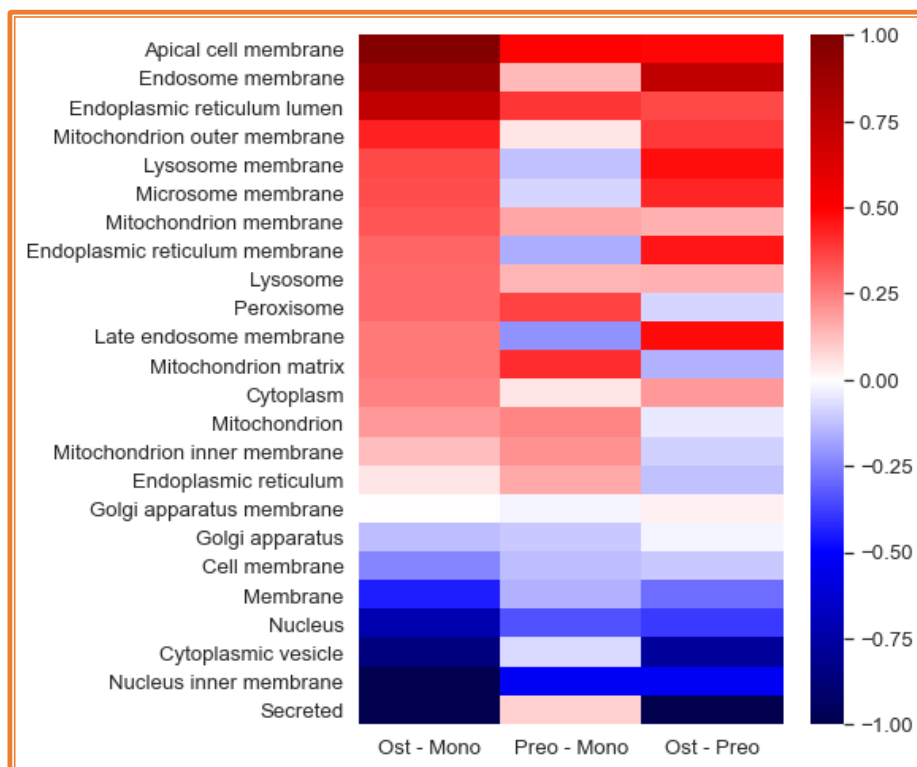 Apical cell membrane
Endosome membrane
Endoplasmic reticulum lumen
Mitochondrion outer membrane
Lysosome membrane
Microsome membrane
Mitochondrion membrane
Endoplasmic reticulum membrane
Lysosome
Peroxisome
Late endosome membrane
Mitochondrion matrix
Cytoplasm
Mitochondrion
Mitochondrion inner membrane
Endoplasmic reticulum
Golgi apparatus membrane
Golgi apparatus
Cell membrane
Membrane
Nucleus
Cytoplasmic vesicle
Nucleus inner membrane
Secreted
Ost - Mono Preo - Mono Ost - Preo
1.00
0.75
0.50
0.25
0.00
−0.25
−0.50
−0.75
−1.00